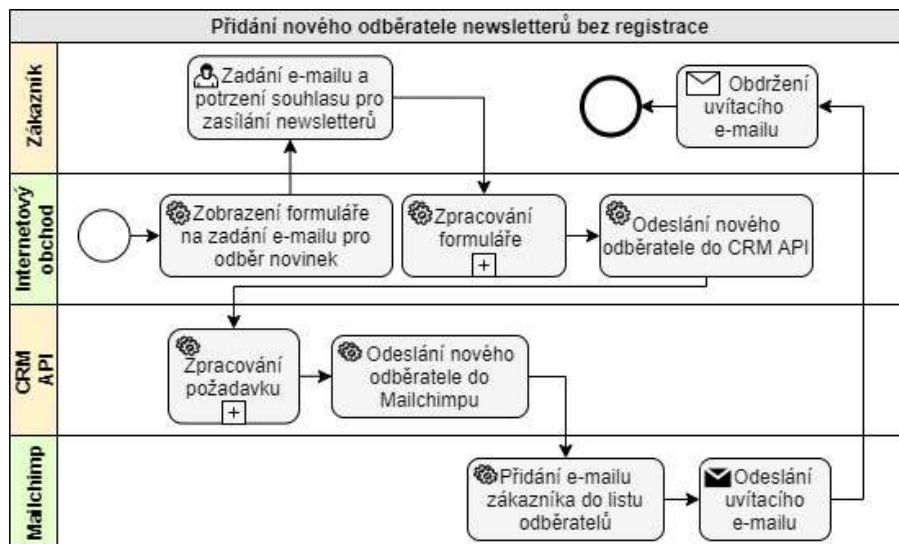 Přidání nového odběratele newsletterů bez registrace
Zákazník
Zadání e-mailu a
potrzení souhlasu pro
zasílání newsletterů
Obdržení
uvítacího
e-mailu
Internetový
obchod
Zobrazení formuláře
na zadání e-mailu pro
odběr novinek
Zpracování
formuláře
Odeslání nového
odběratele do CRM API
CRM
API
Zpracování
požadavku
Odeslání nového
odběratele do
Mailchimpu
Mailchimp
Přidání e-mailu
zákazníka do listu
odběratelů
Odeslání
uvítacího
e-mailu